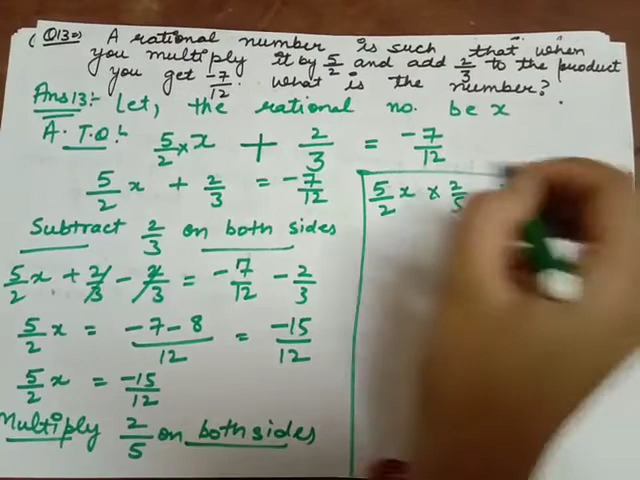 ( Q13⇒) A rational number is such that when
you multiply it by 5/2 and add 2/3 to the product
you get -7/12. What is the number?
Ans13:- Let, the rational no. be x
A.T.Q:- 5/2 × x + 2/3 = -7/12
5/2 x + 2/3 = -7/12
Subtract 2/3 on both sides
5/2 x + 2/3 - 2/3 = -7/12 - 2/3
5/2 x = -7-8/12 = -15/12
5/2 x = -15/12
Multiply 2/5 on both sides
5/2 x × 2/5